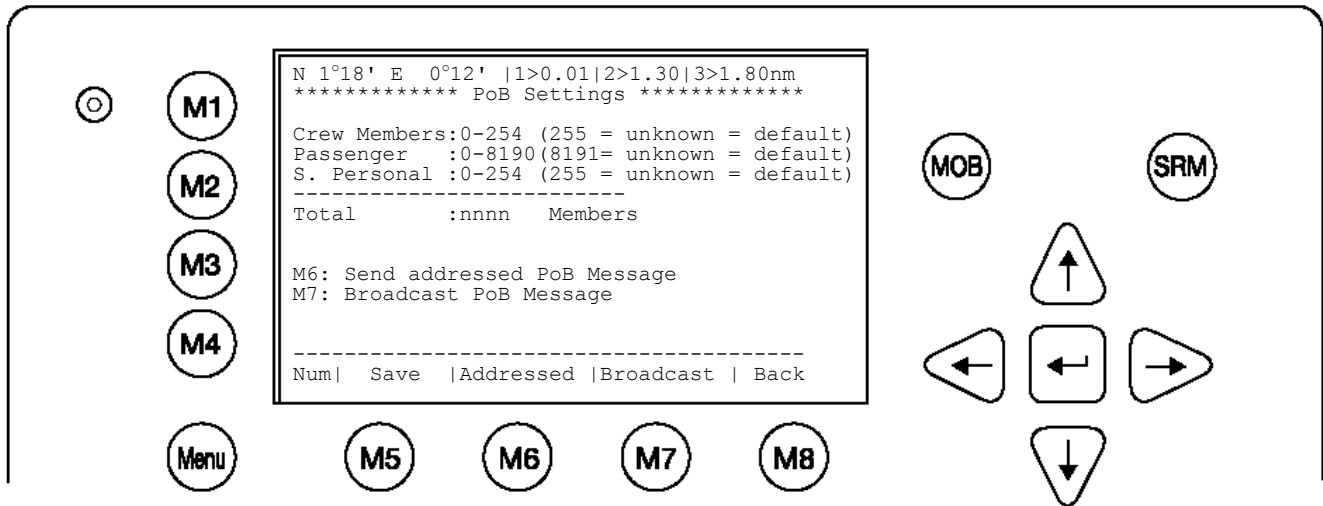 N 1°18' E  0°12' |1>0.01|2>1.30|3>1.80nm
************* PoB Settings *************
Crew Members:0-254 (255 = unknown = default)
Passenger   :0-8190(8191= unknown = default)
S. Personal :0-254 (255 = unknown = default)
--------------------------
Total       :nnnn   Members
M6: Send addressed PoB Message
M7: Broadcast PoB Message
----------------------------------------
Num|  Save  |Addressed |Broadcast | Back
M1
M2
M3
M4
Menu
M5
M6
M7
M8
MOB
SRM